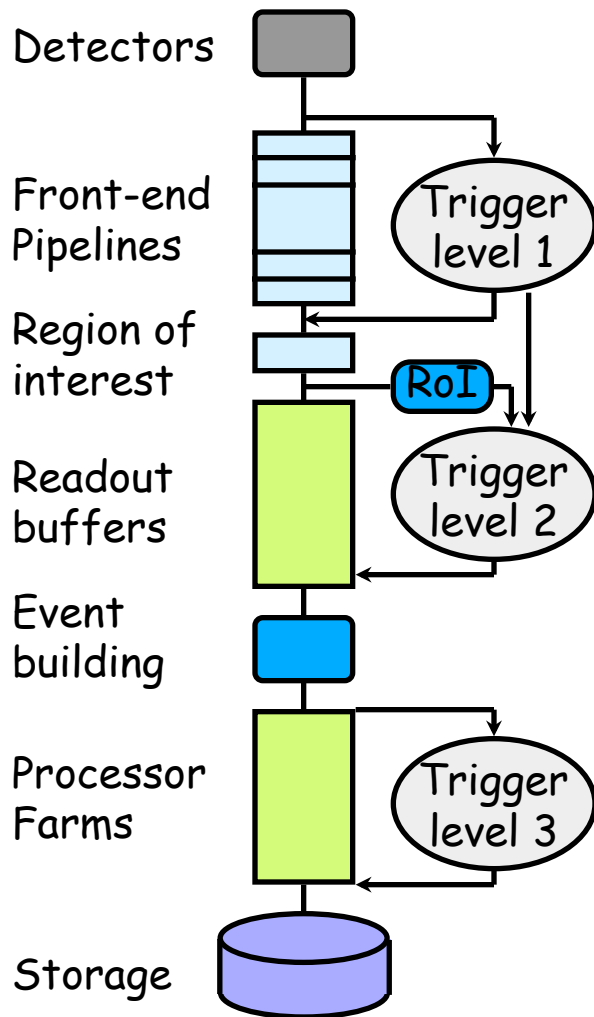 Detectors
Front-end
Pipelines
Trigger
level 1
Region of
interest
RoI
Readout
buffers
Trigger
level 2
Event
building
Processor
Farms
Trigger
level 3
Storage